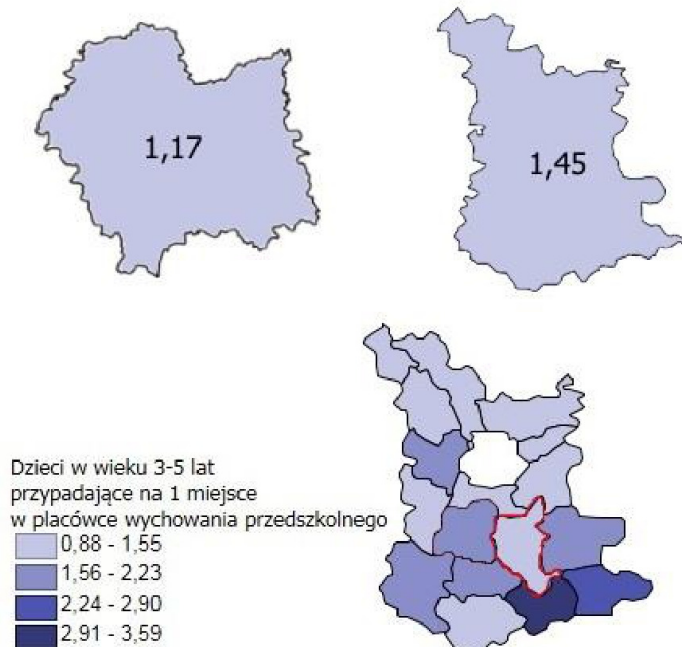 1,17
1,45
Dzieci w wieku 3-5 lat
przypadające na 1 miejsce
w placówce wychowania przedszkolnego
0,88 - 1,55
1,56 - 2,23
2,24 - 2,90
2,91 - 3,59